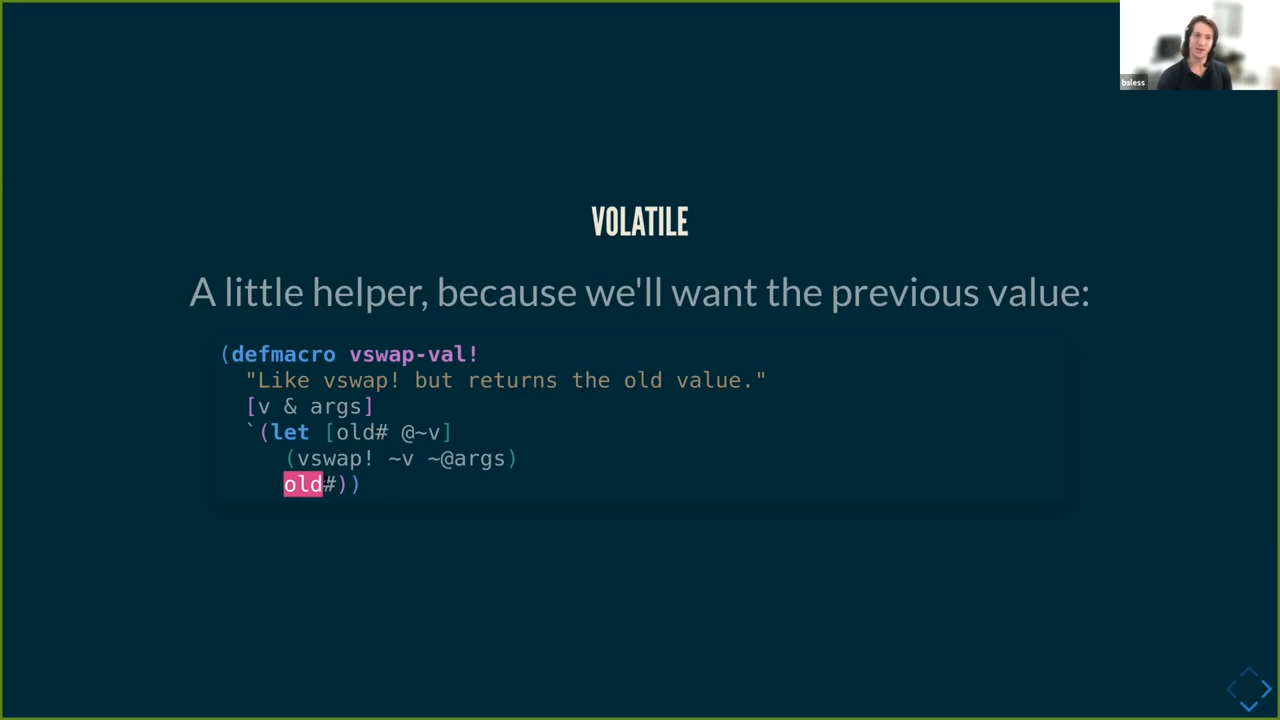 bsless
VOLATILE
A little helper, because we'll want the previous value:
(defmacro vswap-val!
  "Like vswap! but returns the old value."
  [v & args]
  `(let [old# @~v]
     (vswap! ~v ~@args)
     old#))